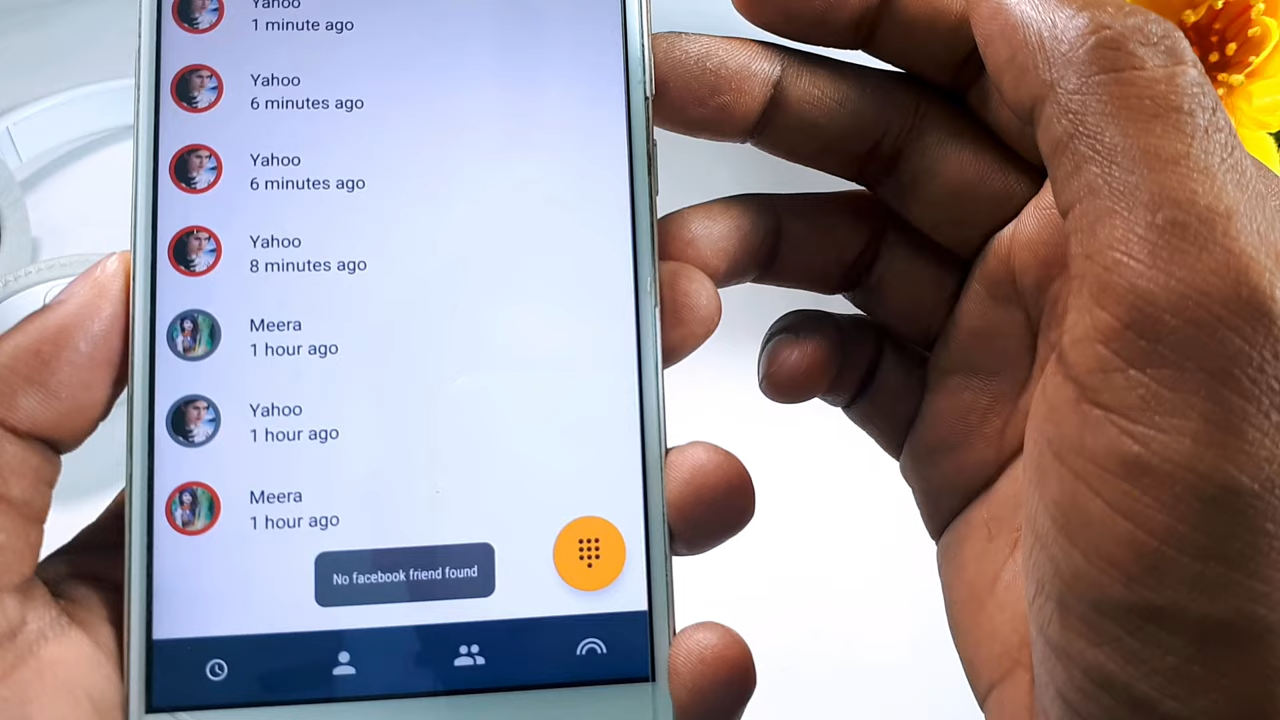 Yahoo
1 minute ago
Yahoo
6 minutes ago
Yahoo
6 minutes ago
Yahoo
8 minutes ago
Meera
1 hour ago
Yahoo
1 hour ago
Meera
1 hour ago
No facebook friend found